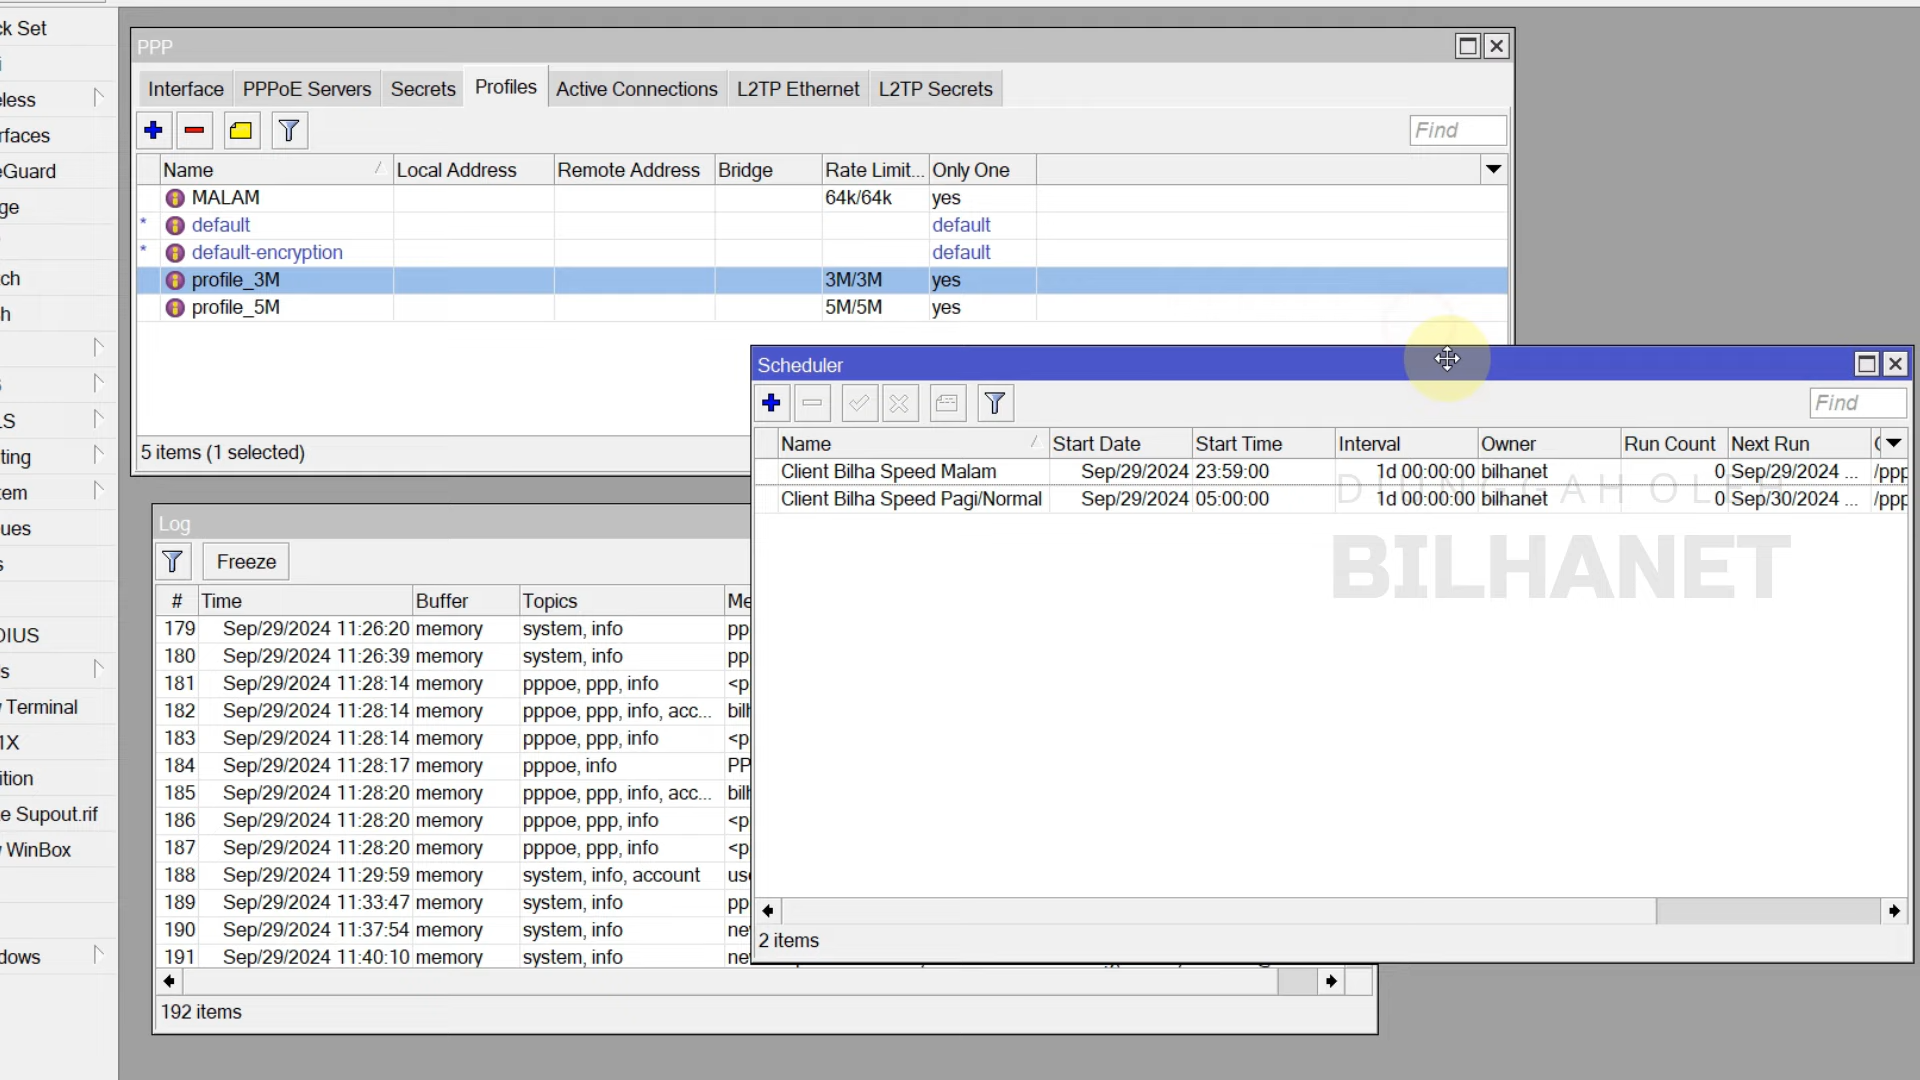 ck Set
i
PPP
Interface PPPoE Servers Secrets Profiles Active Connections L2TP Ethernet L2TP Secrets
eless
rfaces
eGuard
ge
ch
h
S
ting
tem
ues
s
DIUS
s
v Terminal
1X
ition
e Supout.rif
v WinBox
dows
Find
Name Local Address Remote Address Bridge Rate Limit... Only One
MALAM 64k/64k yes
* default default
* default-encryption default
profile_3M 3M/3M yes
profile_5M 5M/5M yes
5 items (1 selected)
Scheduler
Find
Name Start Date Start Time Interval Owner Run Count Next Run
Client Bilha Speed Malam Sep/29/2024 23:59:00 1d 00:00:00 bilhanet 0 Sep/29/2024 ... /ppp
Client Bilha Speed Pagi/Normal Sep/29/2024 05:00:00 1d 00:00:00 bilhanet 0 Sep/30/2024 ... /ppp
DIUNGGAH OLEH
BILHANET
2 items
Log
Freeze
# Time Buffer Topics Me
179 Sep/29/2024 11:26:20 memory system, info pp
180 Sep/29/2024 11:26:39 memory system, info pp
181 Sep/29/2024 11:28:14 memory pppoe, ppp, info <p
182 Sep/29/2024 11:28:14 memory pppoe, ppp, info, acc... bilh
183 Sep/29/2024 11:28:14 memory pppoe, ppp, info <p
184 Sep/29/2024 11:28:17 memory pppoe, info PP
185 Sep/29/2024 11:28:20 memory pppoe, ppp, info, acc... bilh
186 Sep/29/2024 11:28:20 memory pppoe, ppp, info <p
187 Sep/29/2024 11:28:20 memory pppoe, ppp, info <p
188 Sep/29/2024 11:29:59 memory system, info, account use
189 Sep/29/2024 11:33:47 memory system, info pp
190 Sep/29/2024 11:37:54 memory system, info ne
191 Sep/29/2024 11:40:10 memory system, info ne
192 items